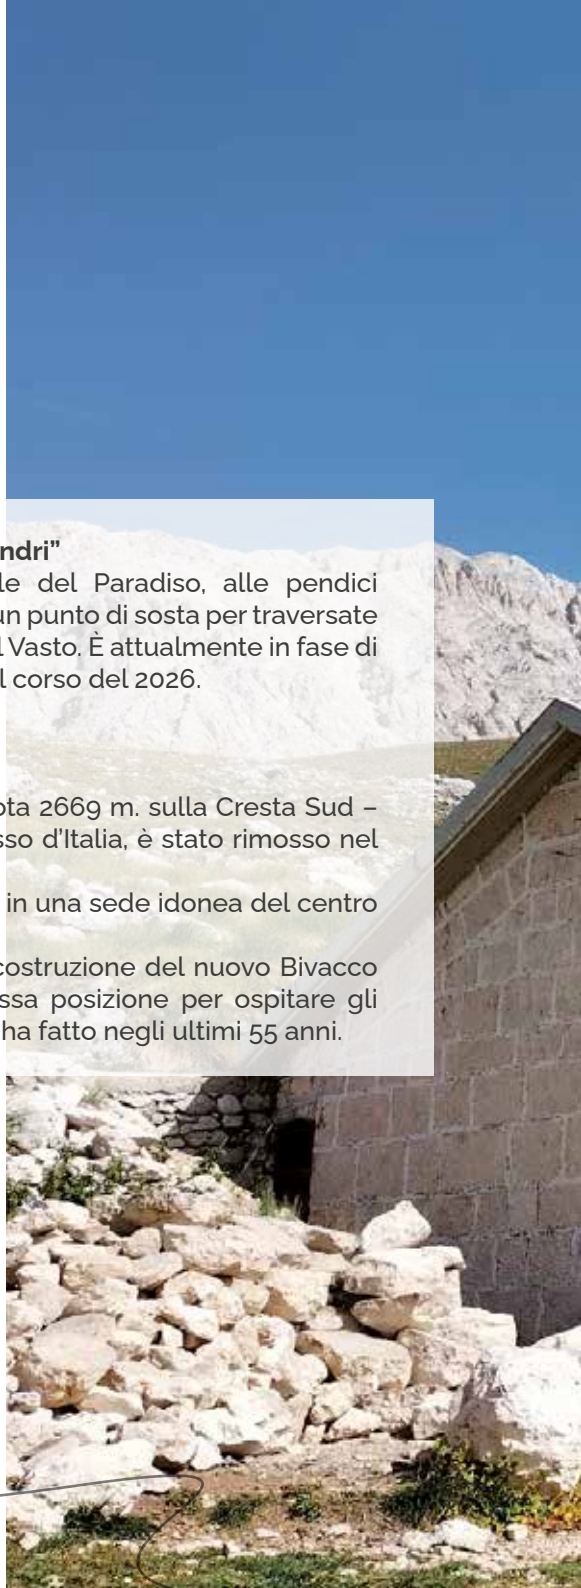 ndri”
le del Paradiso, alle pendici
un punto di sosta per traversate
l Vasto. È attualmente in fase di
l corso del 2026.
ota 2669 m. sulla Cresta Sud –
sso d’Italia, è stato rimosso nel
in una sede idonea del centro
costruzione del nuovo Bivacco
essa posizione per ospitare gli
ha fatto negli ultimi 55 anni.